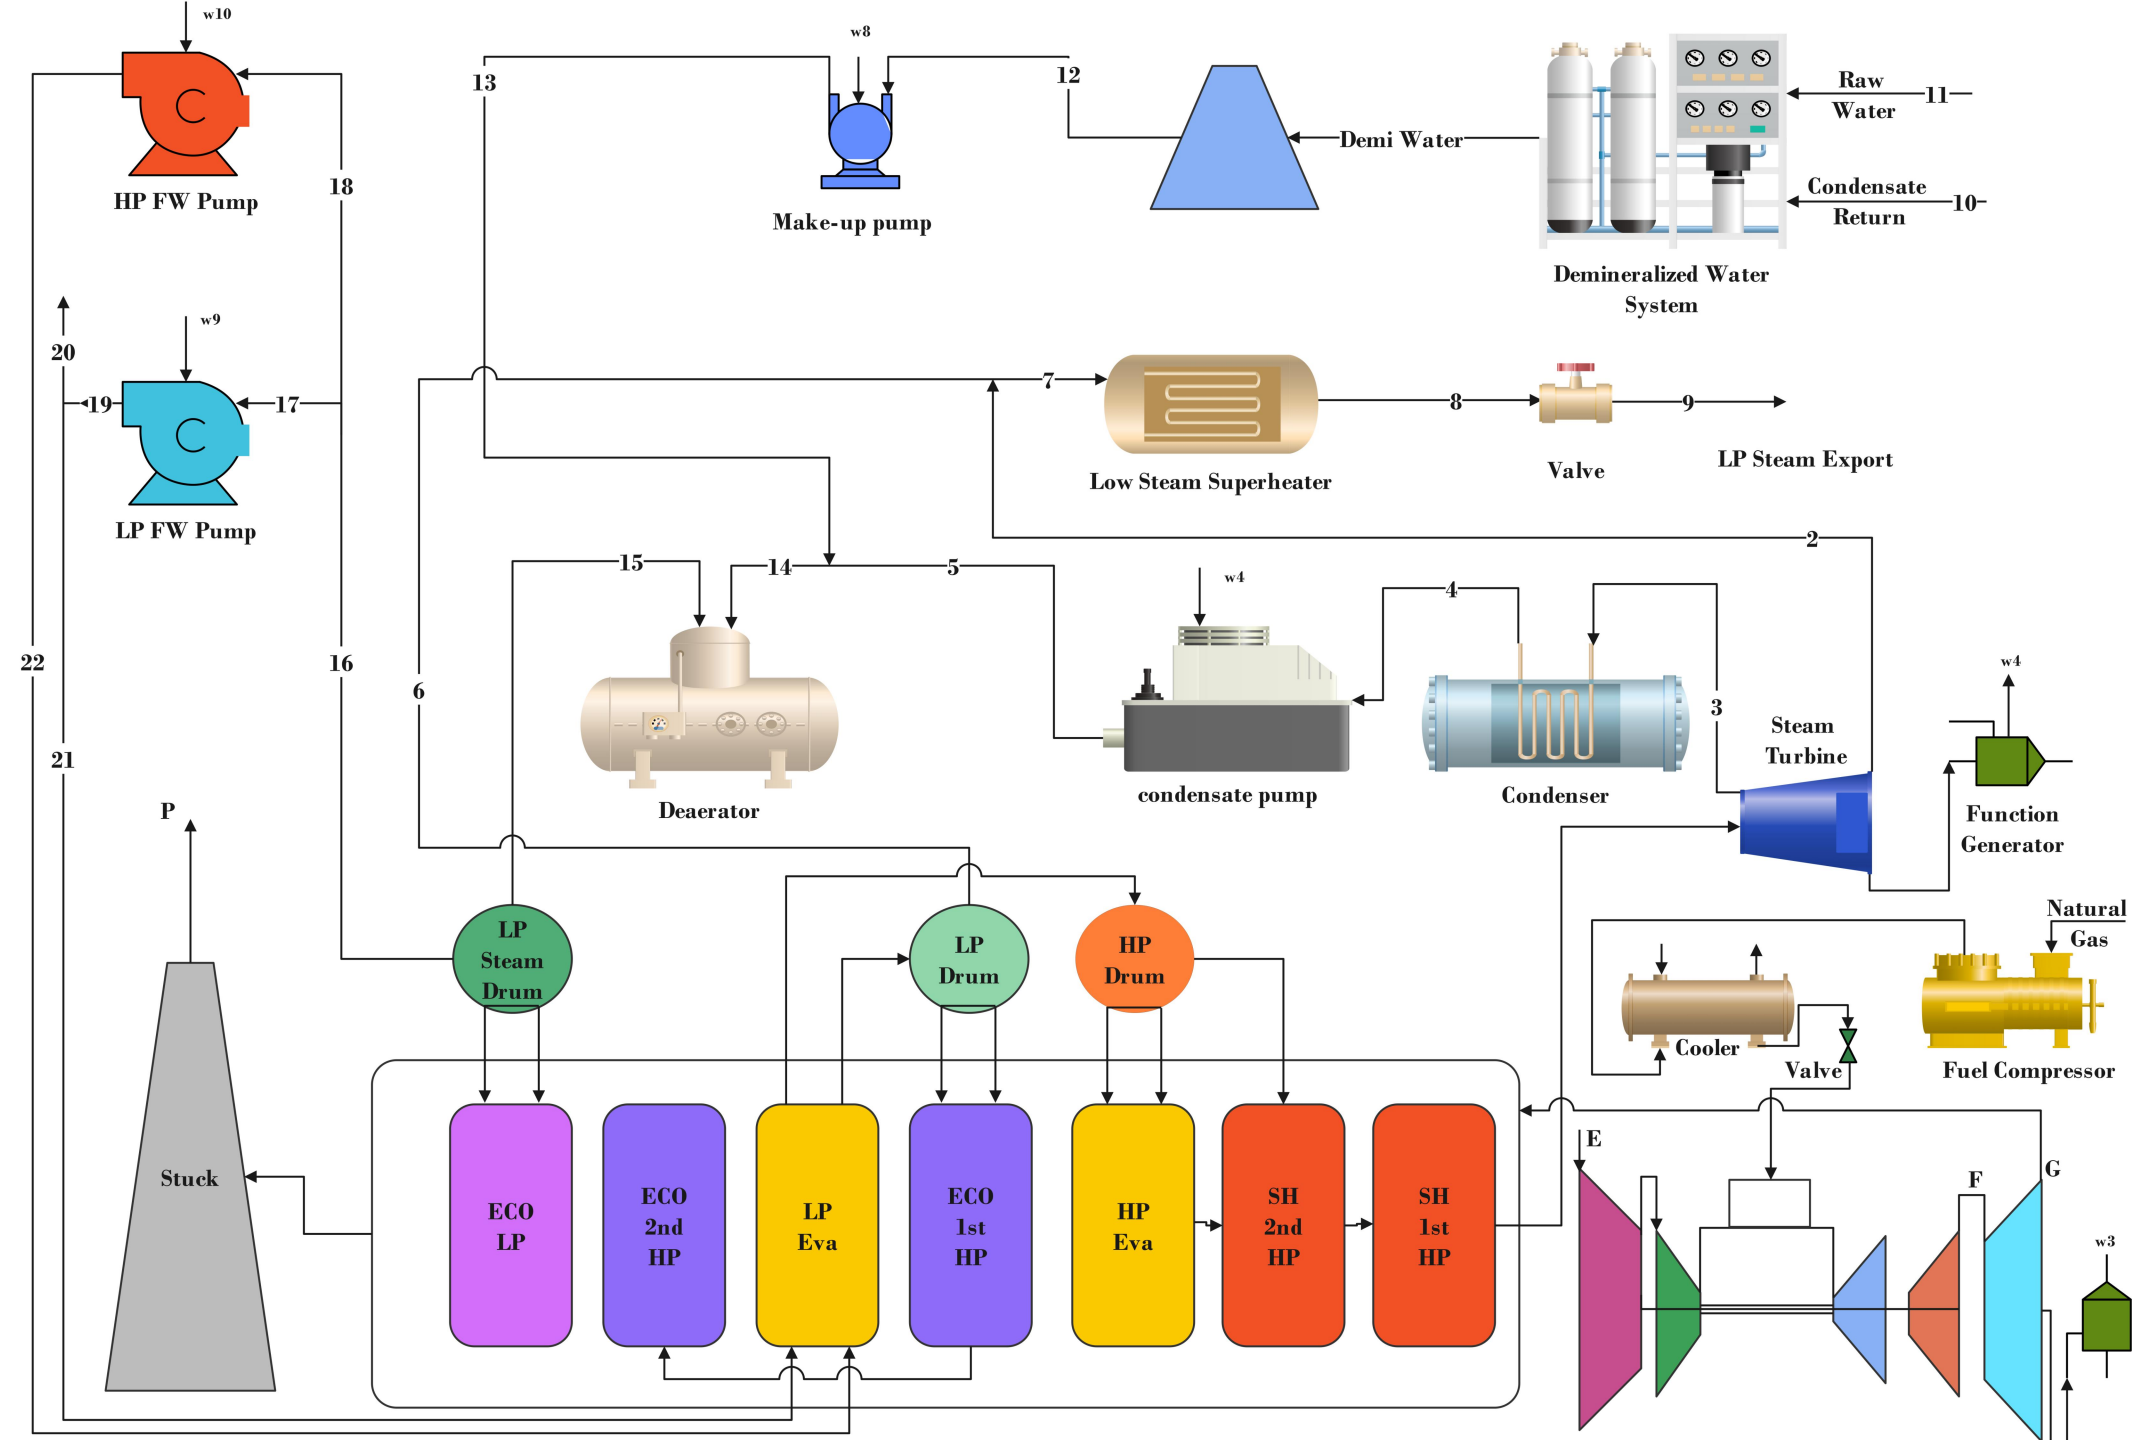 w10
w8
13
12
Raw
Water
11
Demi Water
18
HP FW Pump
Make-up pump
Condensate
Return
10
Demineralized Water
System
w9
20
19
17
7
8
9
LP FW Pump
Low Steam Superheater
Valve
LP Steam Export
2
15
14
5
w4
4
22
16
6
21
3
w4
Steam
Turbine
Deaerator
condensate pump
Condenser
Function
Generator
P
LP
Steam
Drum
LP
Drum
HP
Drum
Natural
Gas
Cooler
Valve
Fuel Compressor
E
F
G
Stuck
ECO
LP
ECO
2nd
HP
LP
Eva
ECO
1st
HP
HP
Eva
SH
2nd
HP
SH
1st
HP
w3